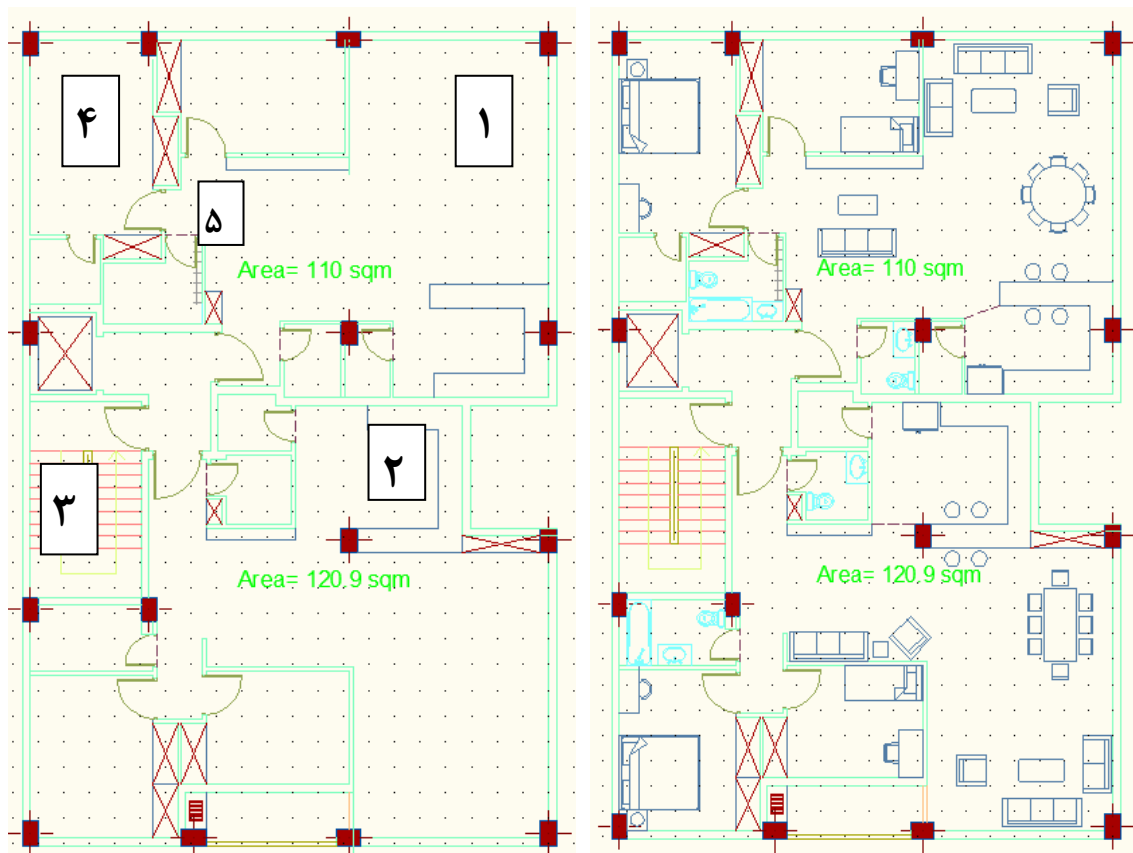 ۴
۱
۵
Area= 110 sqm
۲
۳
Area= 120.9 sqm
Area= 110 sqm
Area= 120.9 sqm